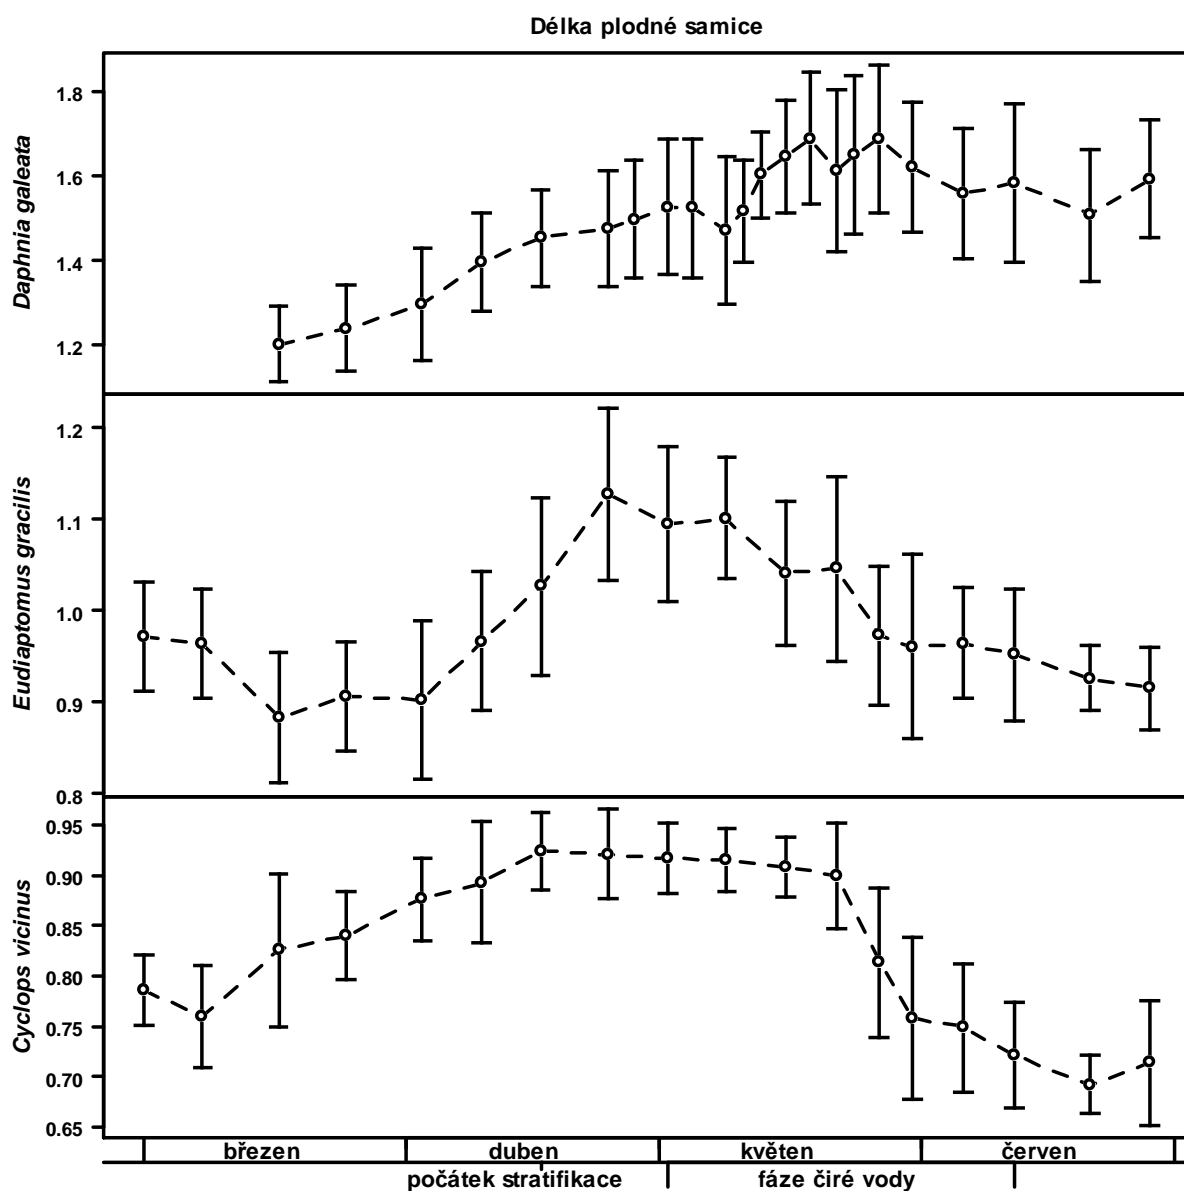 Délka plodné samice
Daphnia galeata
1.8
1.6
1.4
1.2
Eudiaptomus gracilis
1.2
1.1
1.0
0.9
0.8
Cyclops vicinus
0.95
0.90
0.85
0.80
0.75
0.70
0.65
březen duben květen červen
počátek stratifikace fáze čiré vody